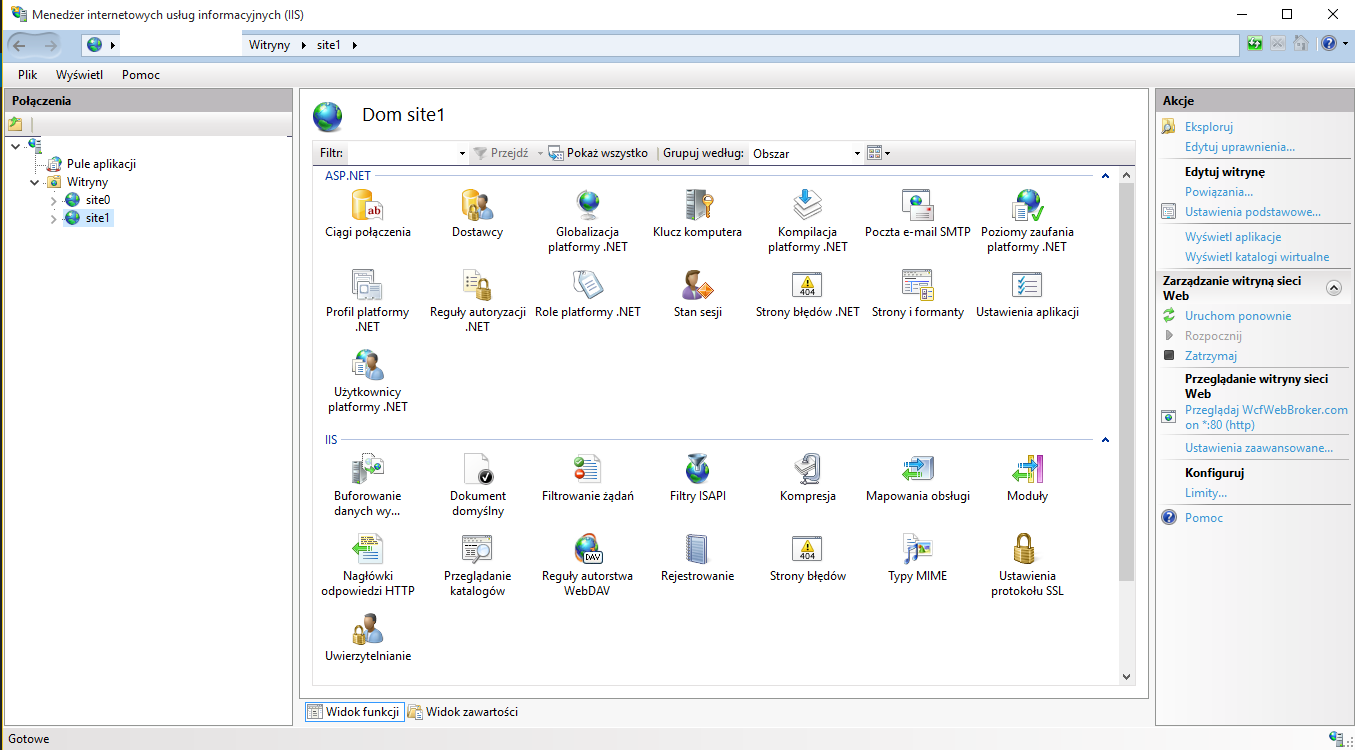 Menedżer internetowych usług informacyjnych (IIS)
Witryny
site1
Plik Wyświetl Pomoc
Połączenia
Pule aplikacji
Witryny
site0
site1
Dom site1
Filtr: Przejdź Pokaż wszystko Grupuj według: Obszar
ASP.NET
Ciągi połączenia
Dostawcy
Globalizacja
platformy .NET
Klucz komputera
Kompilacja
platformy .NET
Poczta e-mail SMTP
Poziomy zaufania
platformy .NET
Profil platformy
.NET
Reguły autoryzacji
.NET
Role platformy .NET
Stan sesji
404
Strony błędów .NET
Strony i formanty
Ustawienia aplikacji
Użytkownicy
platformy .NET
IIS
Buforowanie
danych wy...
Dokument
domyślny
Filtrowanie żądań
Filtry ISAPI
Kompresja
Mapowania obsługi
Moduły
Nagłówki
odpowiedzi HTTP
Przeglądanie
katalogów
DAV
Reguły autorstwa
WebDAV
Rejestrowanie
404
Strony błędów
Typy MIME
Ustawienia
protokołu SSL
Uwierzytelnianie
Widok funkcji
Widok zawartości
Akcje
Eksploruj
Edytuj uprawnienia...
Edytuj witrynę
Powiązania...
Ustawienia podstawowe...
Wyświetl aplikacje
Wyświetl katalogi wirtualne
Zarządzanie witryną sieci
Web
Uruchom ponownie
Rozpocznij
Zatrzymaj
Przeglądanie witryny sieci
Web
Przeglądaj WcfWebBroker.com
on *:80 (http)
Ustawienia zaawansowane...
Konfiguruj
Limity...
Pomoc
Gotowe